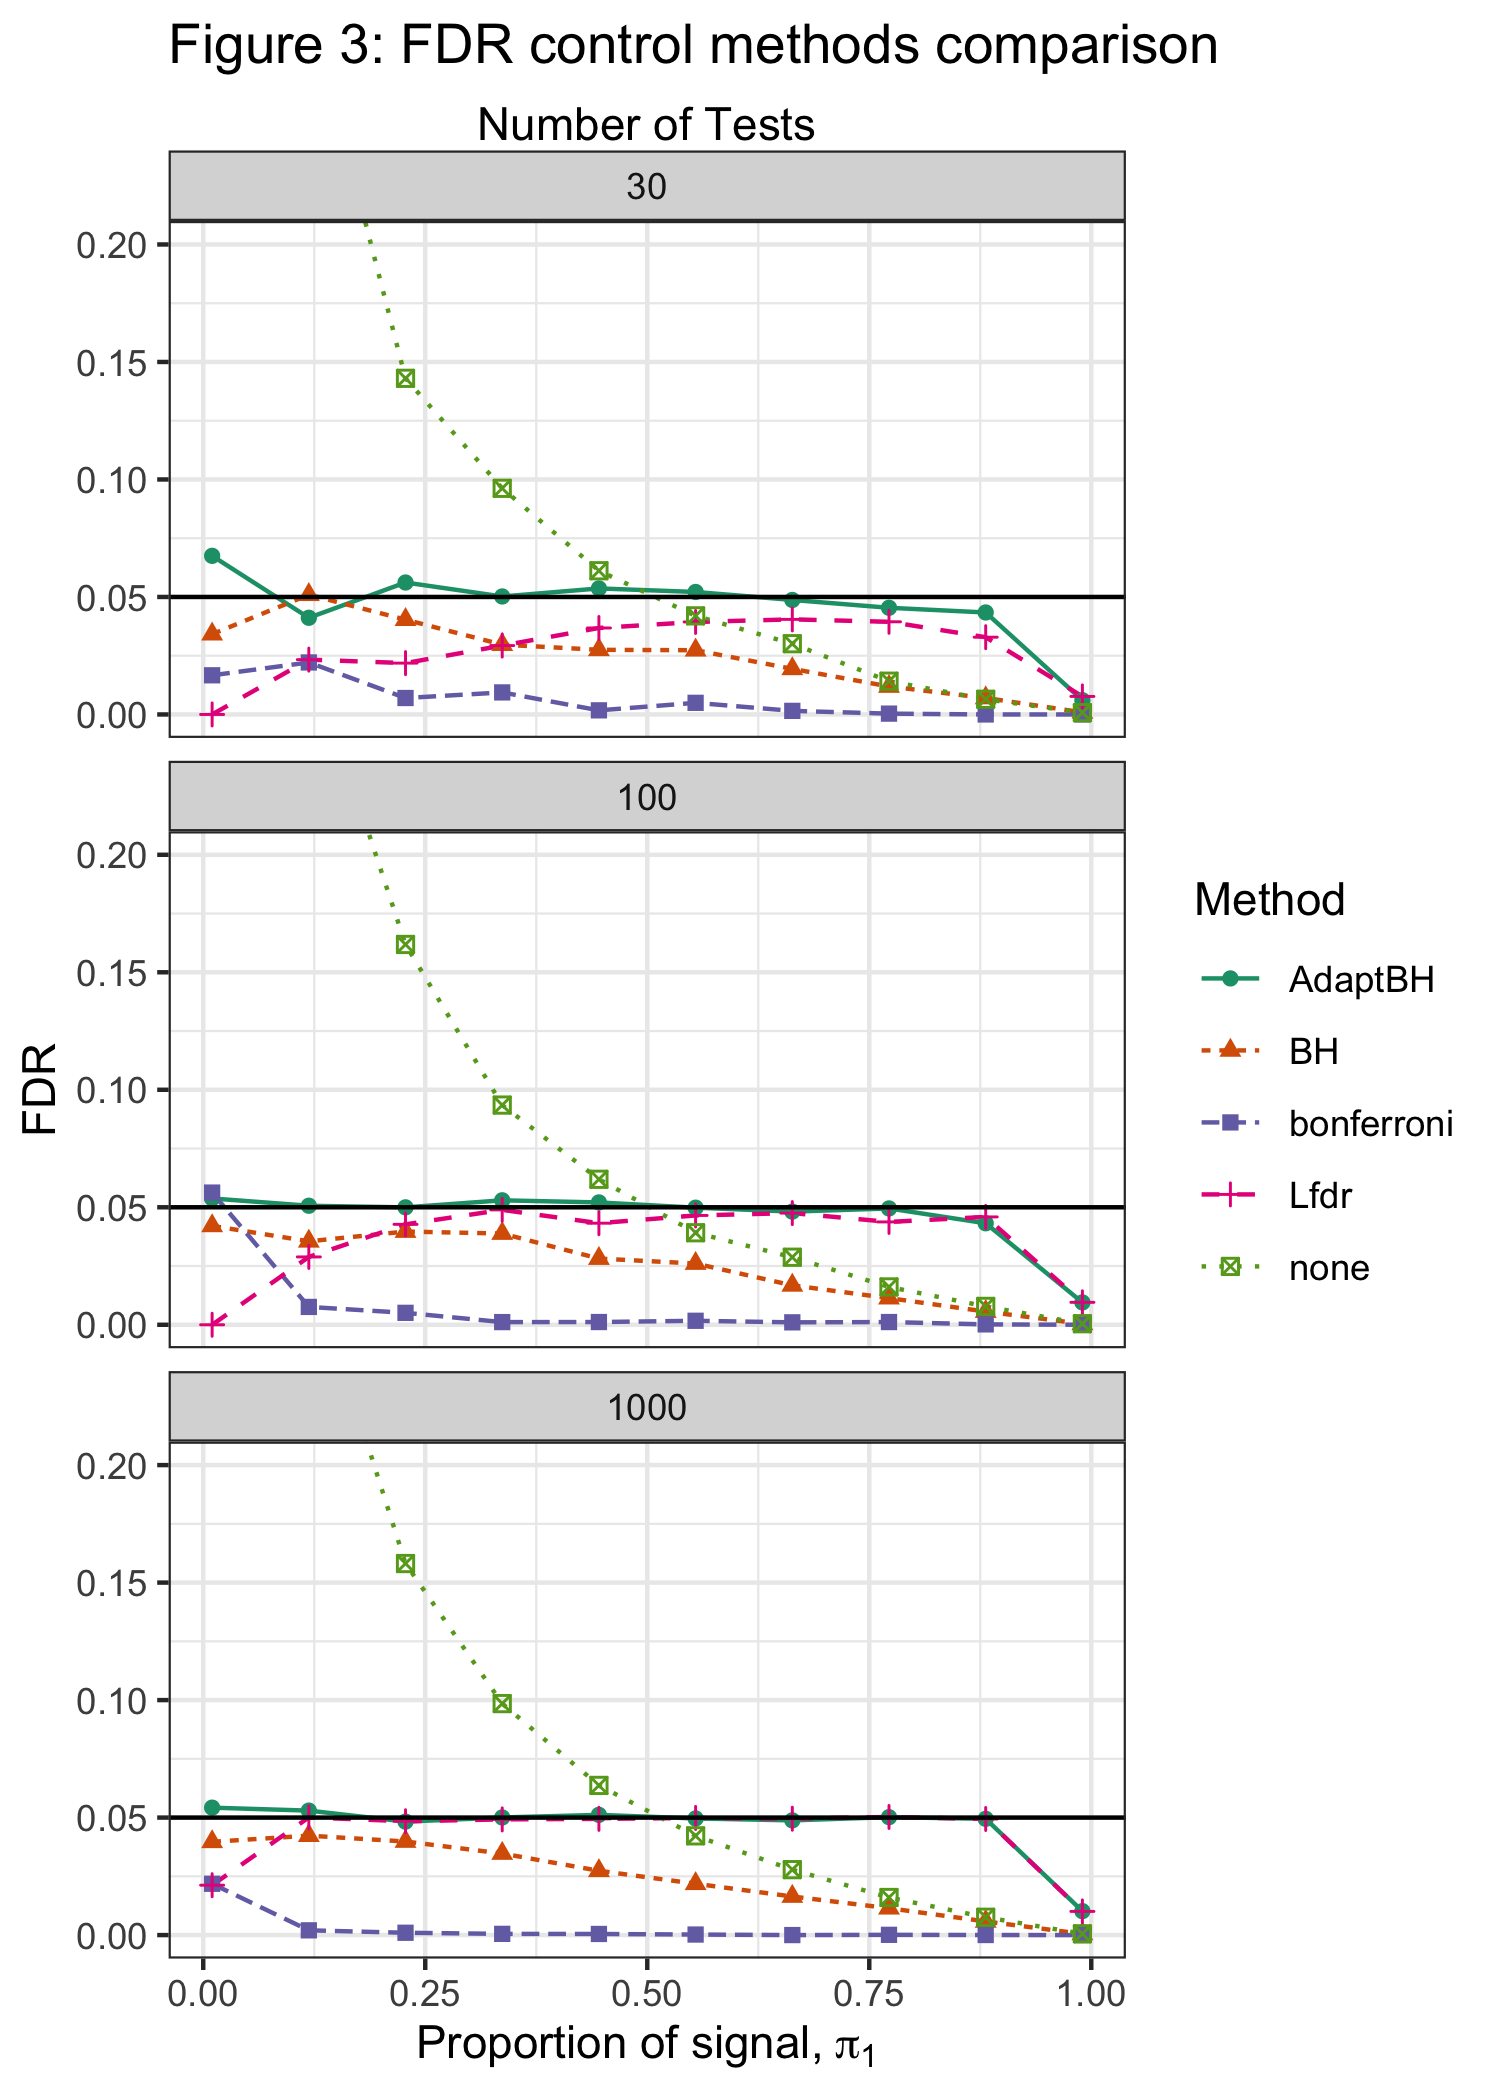 Figure 3: FDR control methods comparison
Number of Tests
30
0.20
0.15
0.10
0.05
0.00
100
0.20
0.15
0.10
0.05
0.00
1000
0.20
0.15
0.10
0.05
0.00
0.00 0.25 0.50 0.75 1.00
Proportion of signal, π₁
FDR
Method
AdaptBH
BH
bonferroni
Lfdr
none